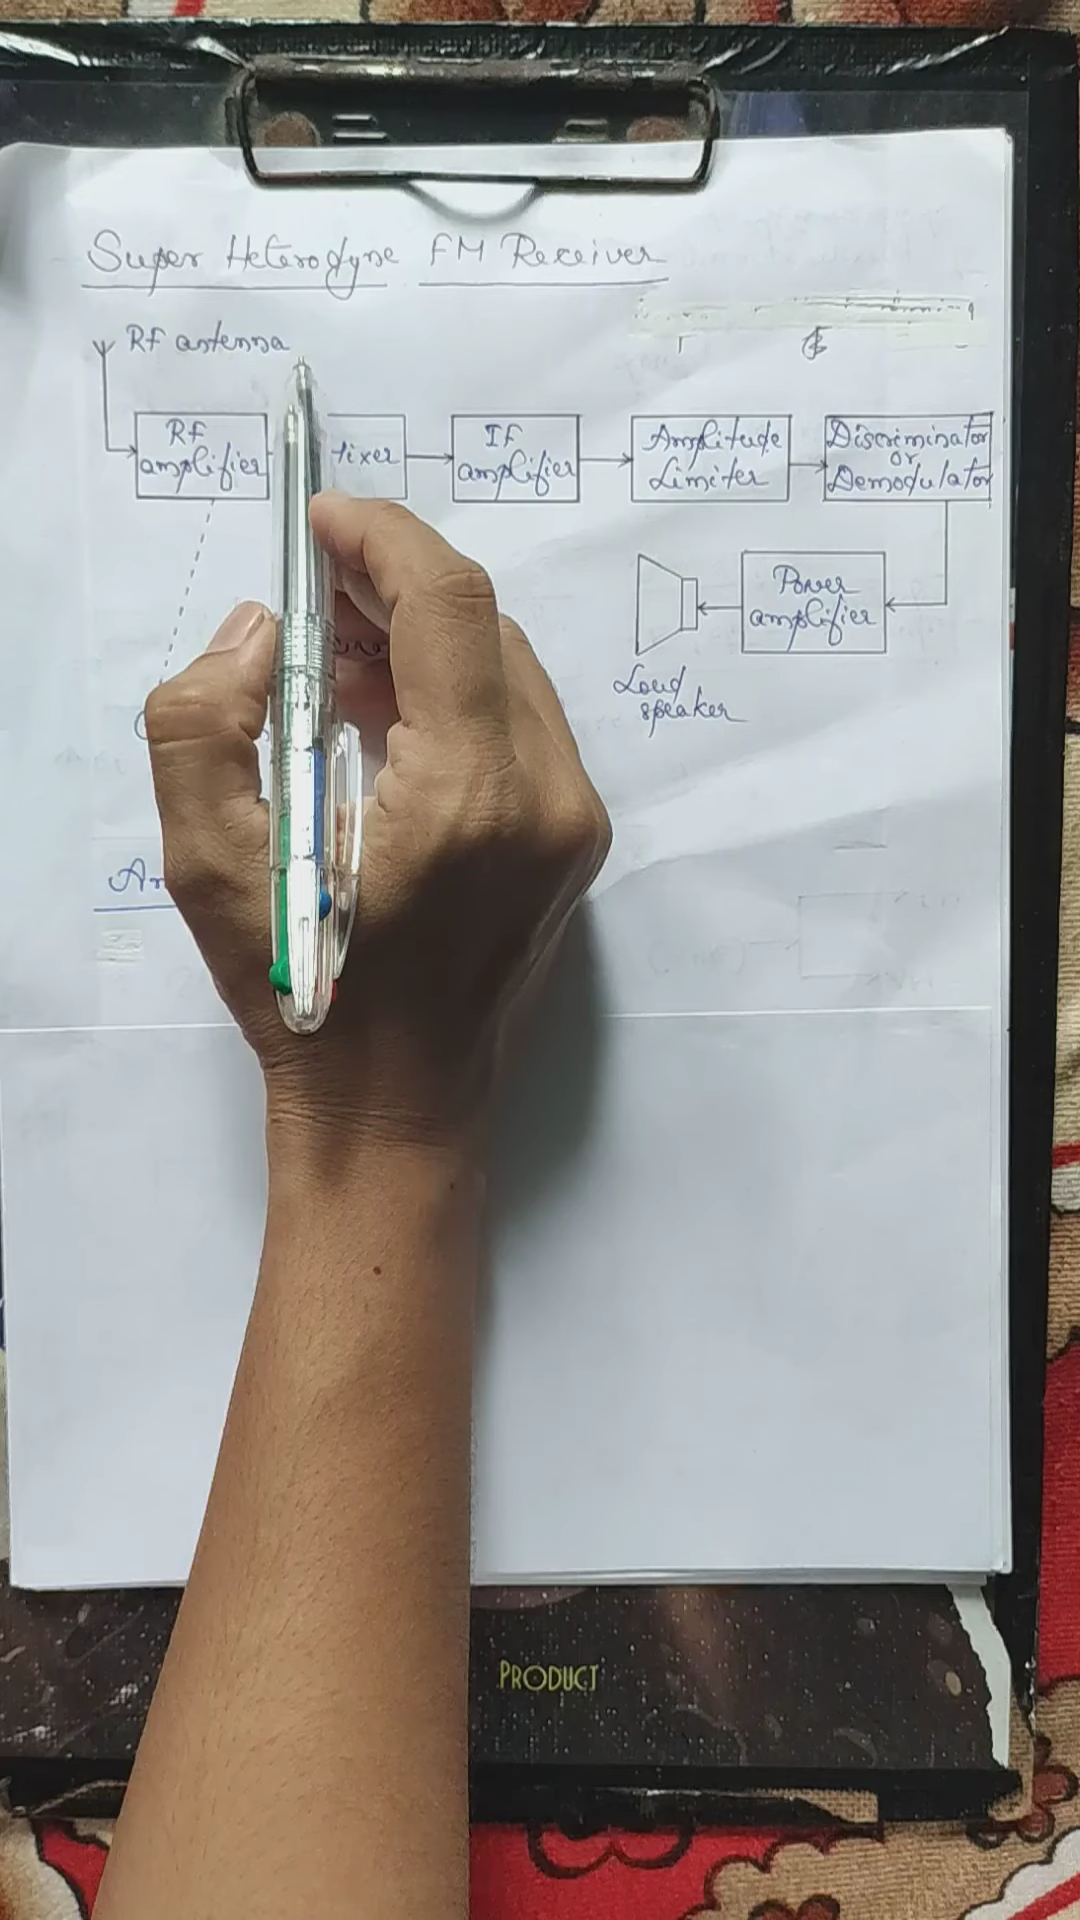 Super Heterodyne FM Receiver
RF antenna
RF
amplifier
ixer
IF
amplifier
Amplitude
Limiter
Discriminator
or
Demodulator
Power
amplifier
Loud
speaker
PRODUCT